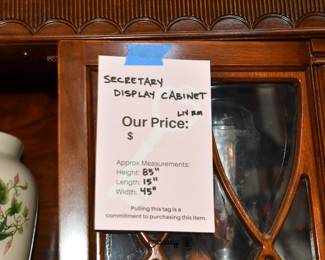 SECRETARY
DISPLAY CABINET
LIV RM
Our Price:
$
Approx Measurements:
Height: 85"
Length: 15"
Width: 45"
Pulling this tag is a
commitment to purchasing this item.